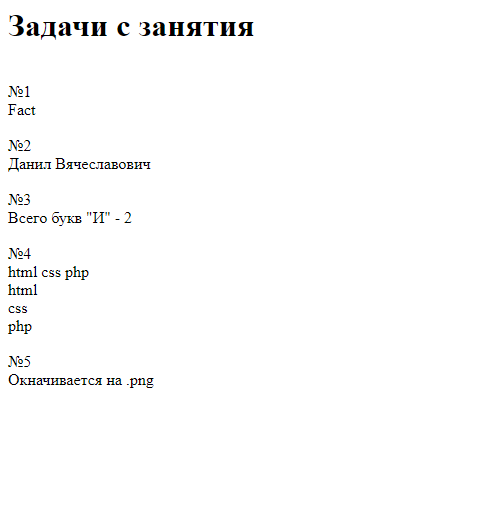 Задачи с занятия
№1
Fact
№2
Данил Вячеславович
№3
Всего букв "И" - 2
№4
html css php
html
css
php
№5
Окначивается на .png